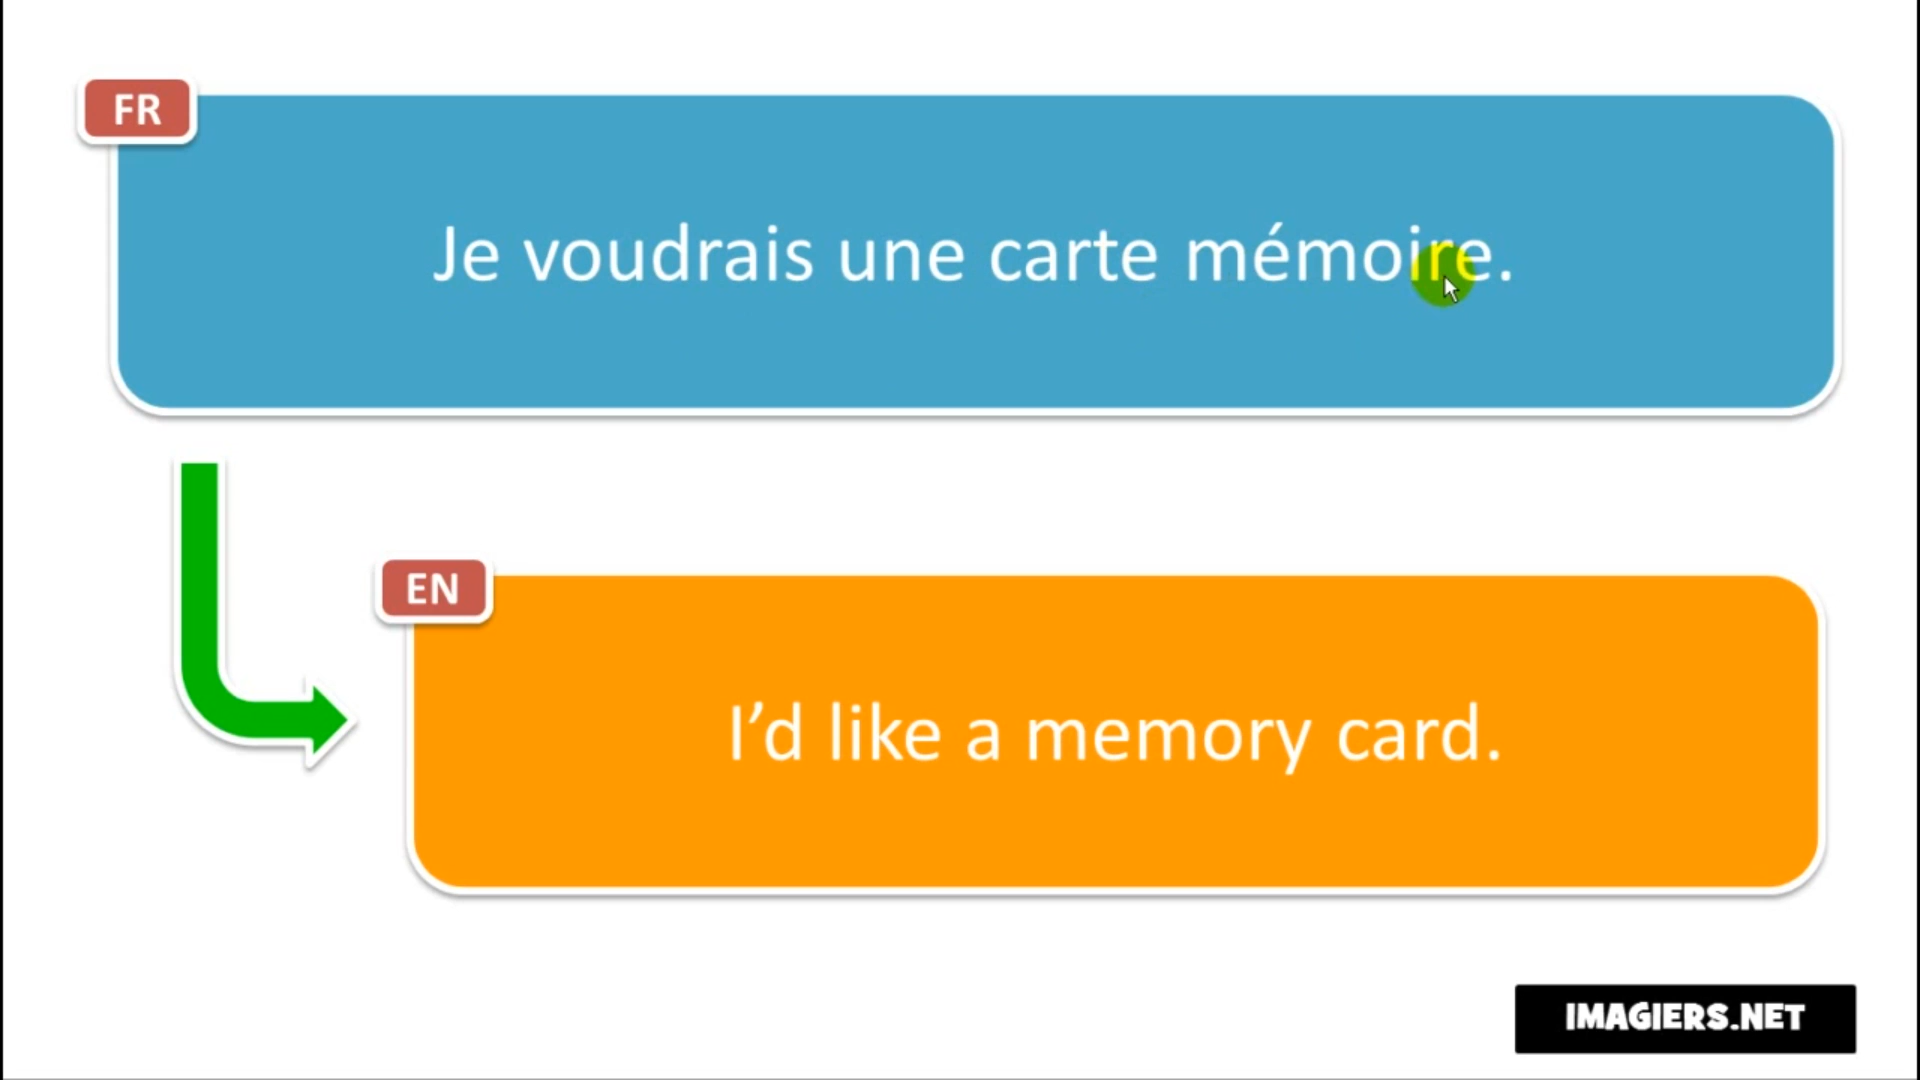 FR
Je voudrais une carte mémoire.
EN
I’d like a memory card.
IMAGIERS.NET